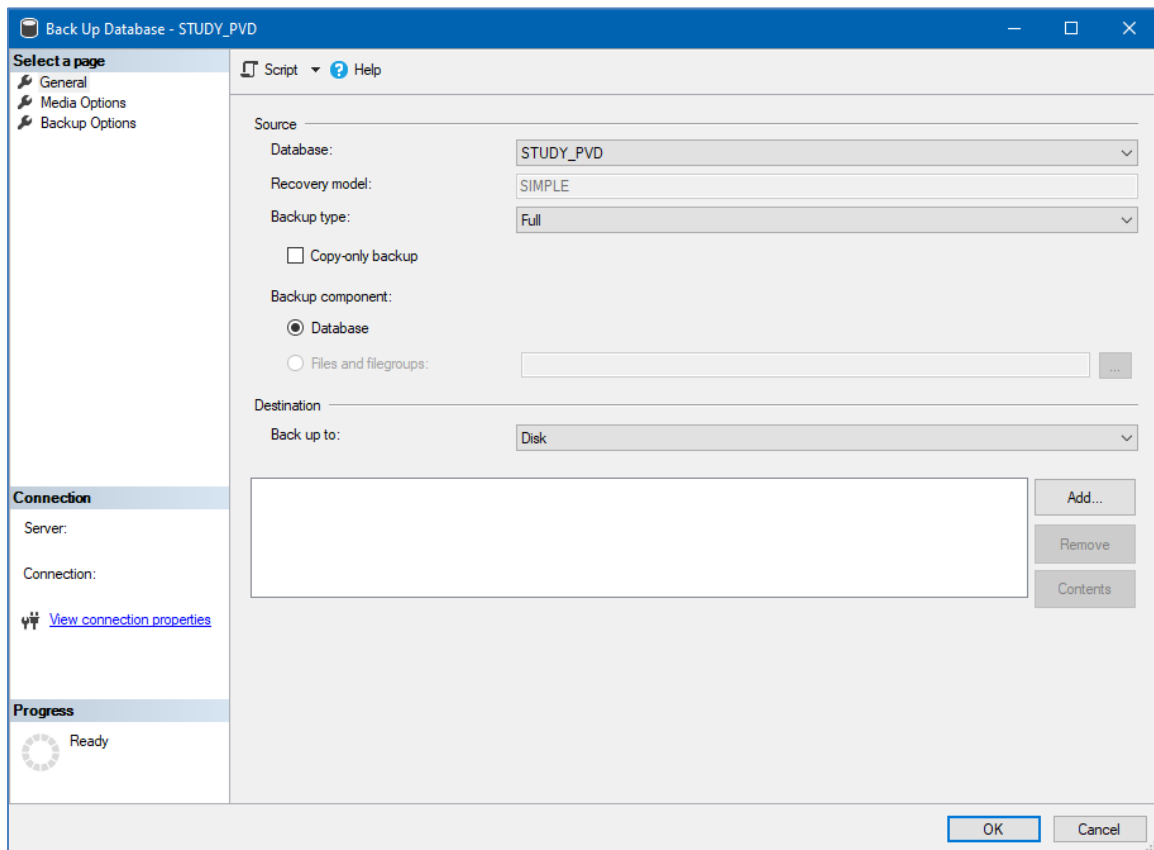 Back Up Database - STUDY_PVD
Select a page
General
Media Options
Backup Options
Script
Help
Source
Database:
STUDY_PVD
Recovery model:
SIMPLE
Backup type:
Full
Copy-only backup
Backup component:
Database
Files and filegroups:
...
Destination
Back up to:
Disk
Add...
Remove
Contents
Connection
Server:
Connection:
View connection properties
Progress
Ready
OK
Cancel